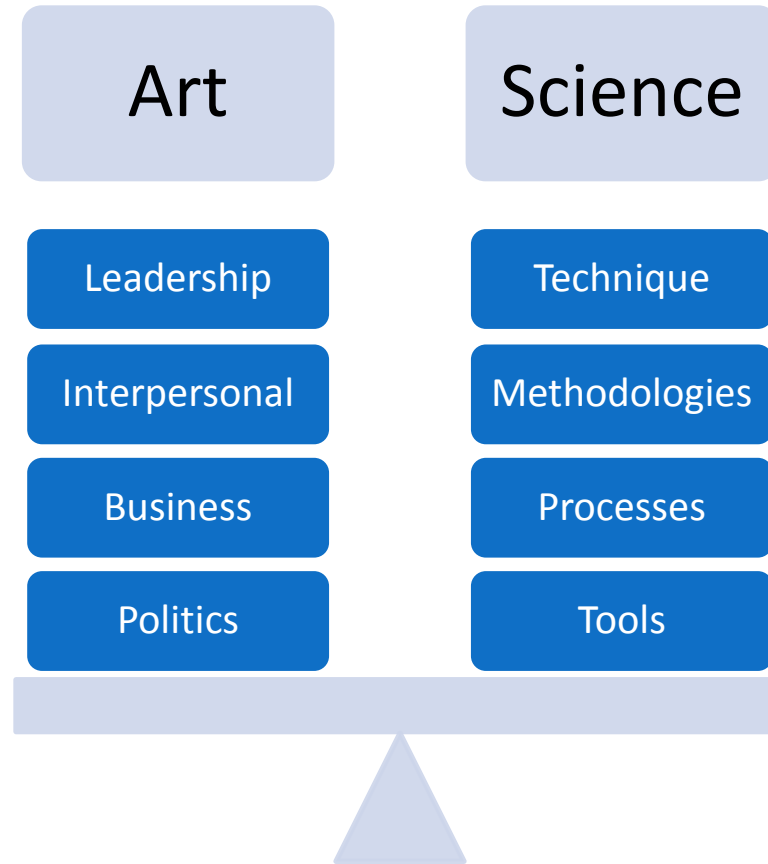 Art
Leadership
Interpersonal
Business
Politics
Science
Technique
Methodologies
Processes
Tools